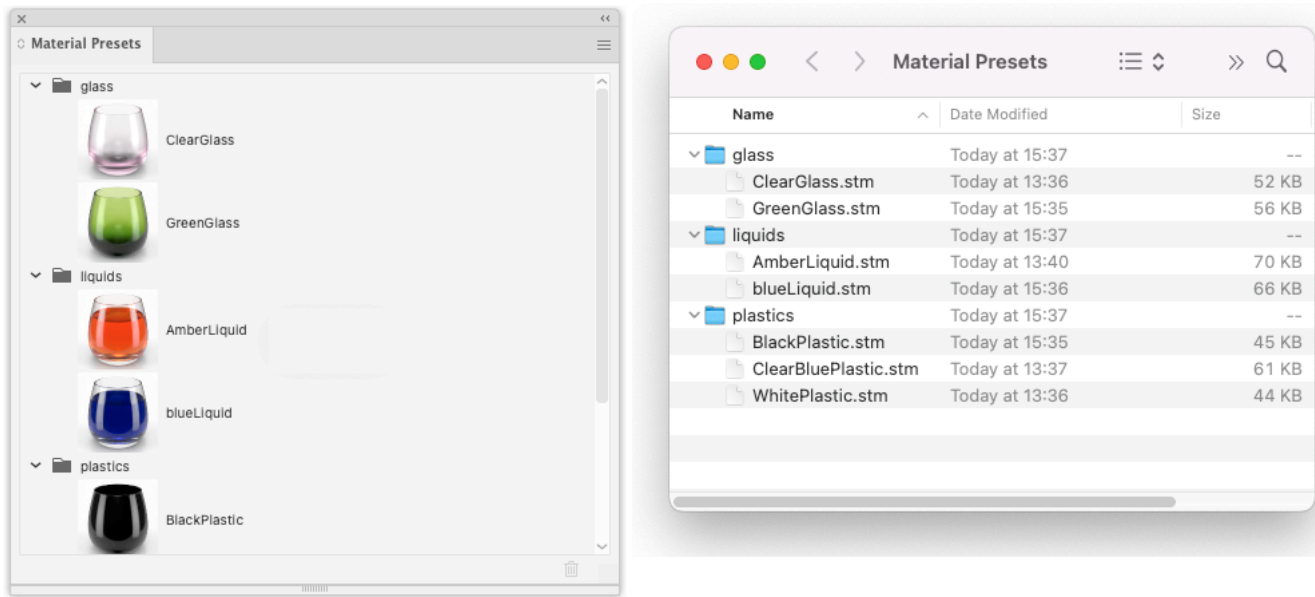 Material Presets
glass
ClearGlass
GreenGlass
liquids
AmberLiquid
blueLiquid
plastics
BlackPlastic
Material Presets
Name Date Modified Size
glass Today at 15:37 --
ClearGlass.stm Today at 13:36 52 KB
GreenGlass.stm Today at 15:35 56 KB
liquids Today at 15:37 --
AmberLiquid.stm Today at 13:40 70 KB
blueLiquid.stm Today at 15:36 66 KB
plastics Today at 15:37 --
BlackPlastic.stm Today at 15:35 45 KB
ClearBluePlastic.stm Today at 13:37 61 KB
WhitePlastic.stm Today at 13:36 44 KB